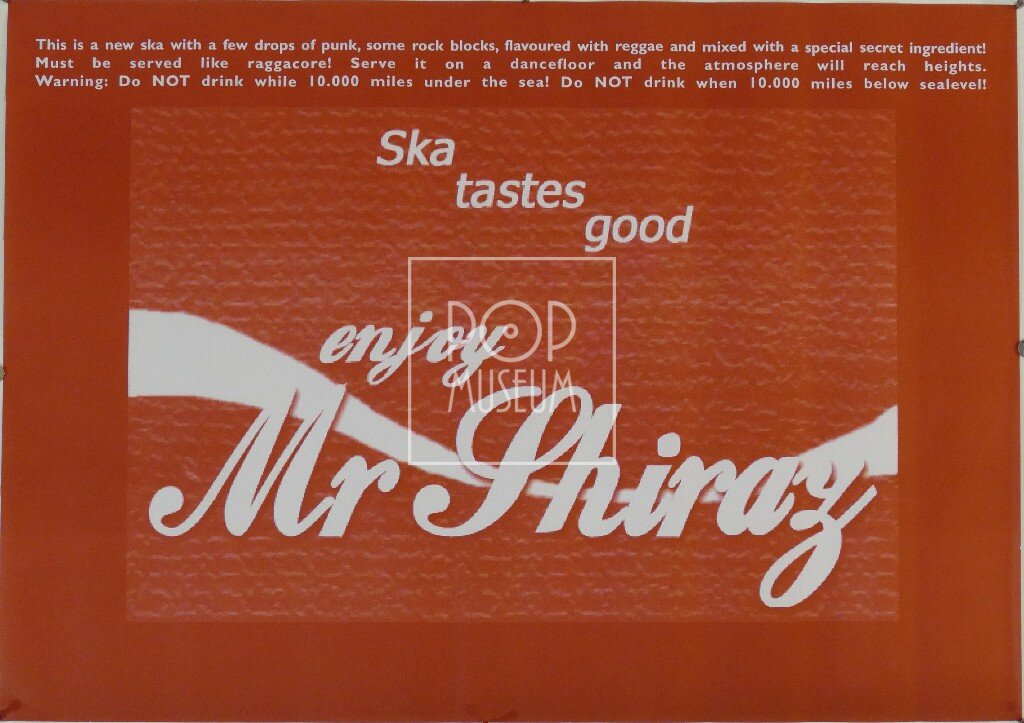 This is a new ska with a few drops of punk, some rock blocks, flavoured with reggae and mixed with a special secret ingredient!
Must be served like raggacore! Serve it on a dancefloor and the atmosphere will reach heights.
Warning: Do NOT drink while 10.000 miles under the sea! Do NOT drink when 10.000 miles below sealevel!
Ska
tastes
good
enjoy
POP
MUSEUM
Mr Shiraz